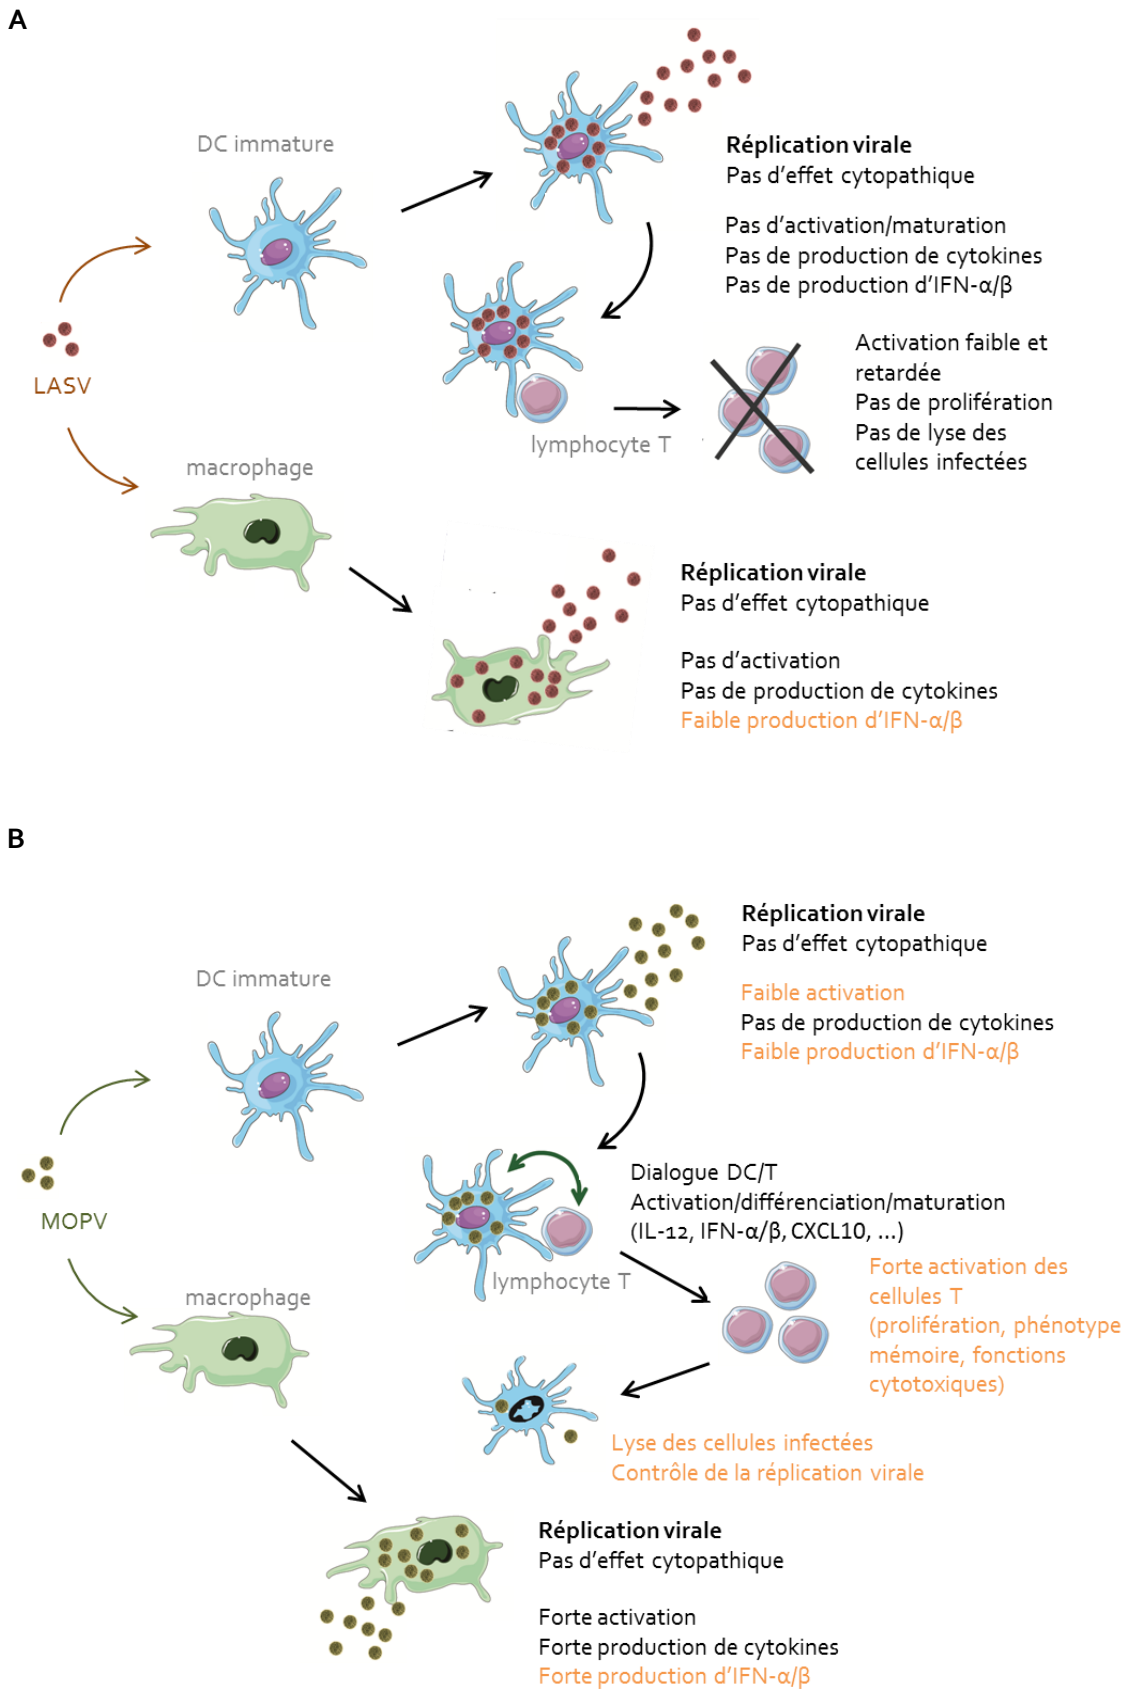 A
DC immature
Réplication virale
Pas d'effet cytopathique
Pas d'activation/maturation
Pas de production de cytokines
Pas de production d'IFN-α/β
LASV
Activation faible et
retardée
Pas de prolifération
Pas de lyse des
cellules infectées
lymphocyte T
macrophage
Réplication virale
Pas d'effet cytopathique
Pas d'activation
Pas de production de cytokines
Faible production d'IFN-α/β
B
Réplication virale
Pas d'effet cytopathique
DC immature
Faible activation
Pas de production de cytokines
Faible production d'IFN-α/β
MOPV
Dialogue DC/T
Activation/différenciation/maturation
(IL-12, IFN-α/β, CXCL10, ...)
lymphocyte T
Forte activation des
cellules T
(prolifération, phénotype
mémoire, fonctions
cytotoxiques)
macrophage
Lyse des cellules infectées
Contrôle de la réplication virale
Réplication virale
Pas d'effet cytopathique
Forte activation
Forte production de cytokines
Forte production d'IFN-α/β